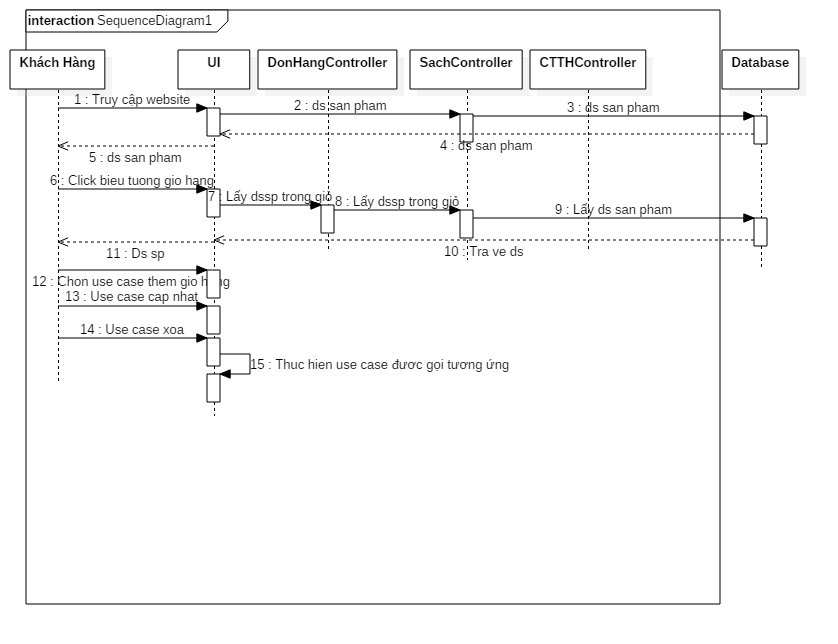 interaction SequenceDiagram1
Khách Hàng
UI
DonHangController
SachController
CTTHController
Database
1 : Truy câp website
2 : ds san pham
3 : ds san pham
4 : ds san pham
5 : ds san pham
6 : Click bieu tuong gio hang
7 : Lấy dssp trong giỏ
8 : Lấy dssp trong giỏ
9 : Lấy ds san pham
10 : Tra ve ds
11 : Ds sp
12 : Chon use case them gio hang
13 : Use case cap nhat
14 : Use case xoa
15 : Thuc hien use case đươc gọi tương ứng